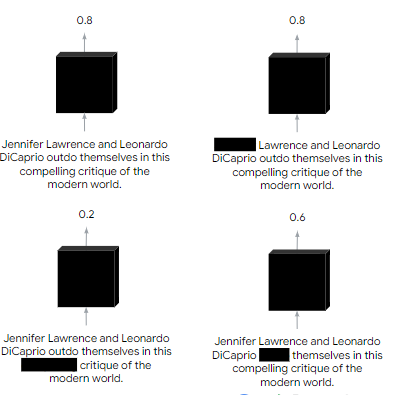 0.8
Jennifer Lawrence and Leonardo
DiCaprio outdo themselves in this
compelling critique of the
modern world.
0.8
Lawrence and Leonardo
DiCaprio outdo themselves in this
compelling critique of the
modern world.
0.2
Jennifer Lawrence and Leonardo
DiCaprio outdo themselves in this
critique of the
modern world.
0.6
Jennifer Lawrence and Leonardo
DiCaprio themselves in this
compelling critique of the
modern world.